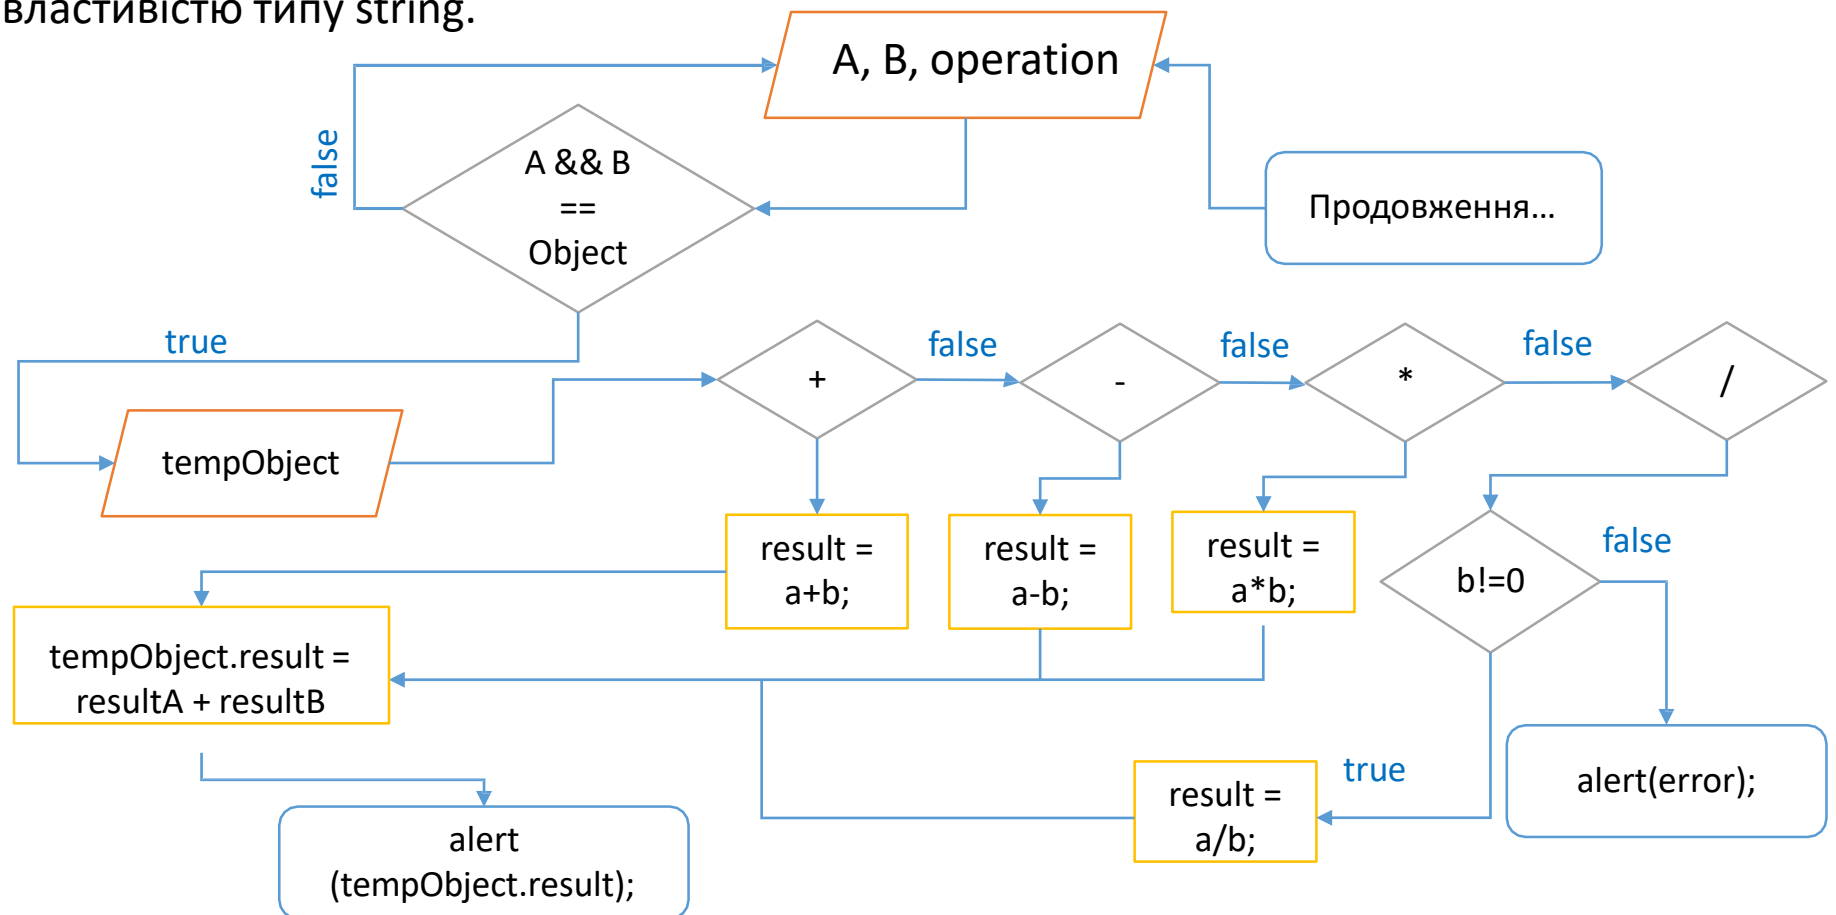 властивістю типу string.
A, B, operation
false
A && B
==
Object
Продовження...
true
false
false
false
+
-
*
/
tempObject
result =
a+b;
result =
a-b;
result =
a*b;
false
b!=0
tempObject.result =
resultA + resultB
true
result =
a/b;
alert(error);
alert
(tempObject.result);